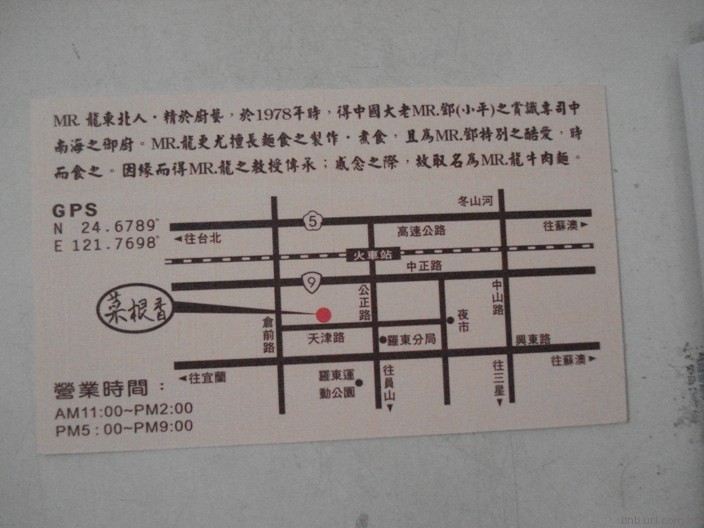 MR. 龍東北人·精於廚藝，於1978年時，得中國大老MR.鄧(小平)之賞識專司中
南海之御廚。MR.龍更尤擅長麵食之製作·煮食，且為MR.鄧特別之酷愛，時
而食之。因緣而得MR.龍之教授傳承；感念之際，故取名為MR.龍牛肉麵。
GPS
N 24.6789°
E 121.7698°
冬山河
5
高速公路
往蘇澳▶
◀往台北
火車站
中正路
9
菜根香
公正路
中山路
倉前路
夜市
天津路
羅東分局
興東路
◀往宜蘭
往蘇澳▶
羅東運
動公園
往員山
往三星
營業時間：
AM11:00~PM2:00
PM5:00~PM9:00